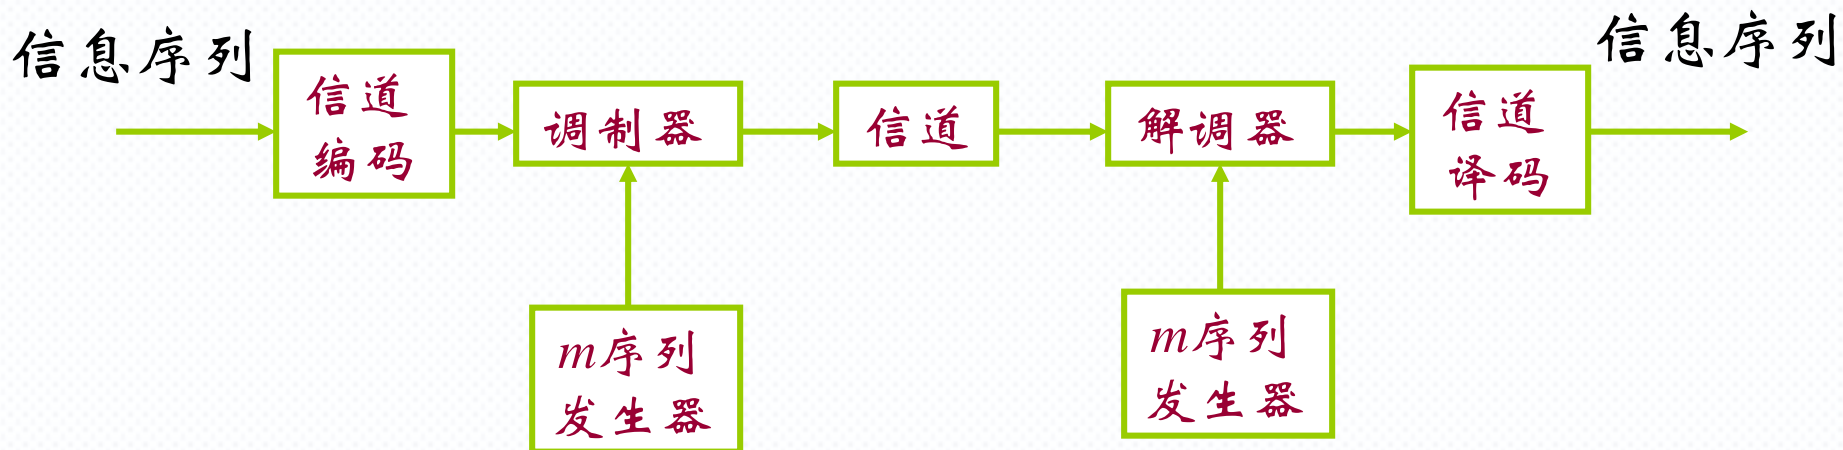 信息序列
信道
编码
调制器
信道
解调器
信道
译码
信息序列
m序列
发生器
m序列
发生器